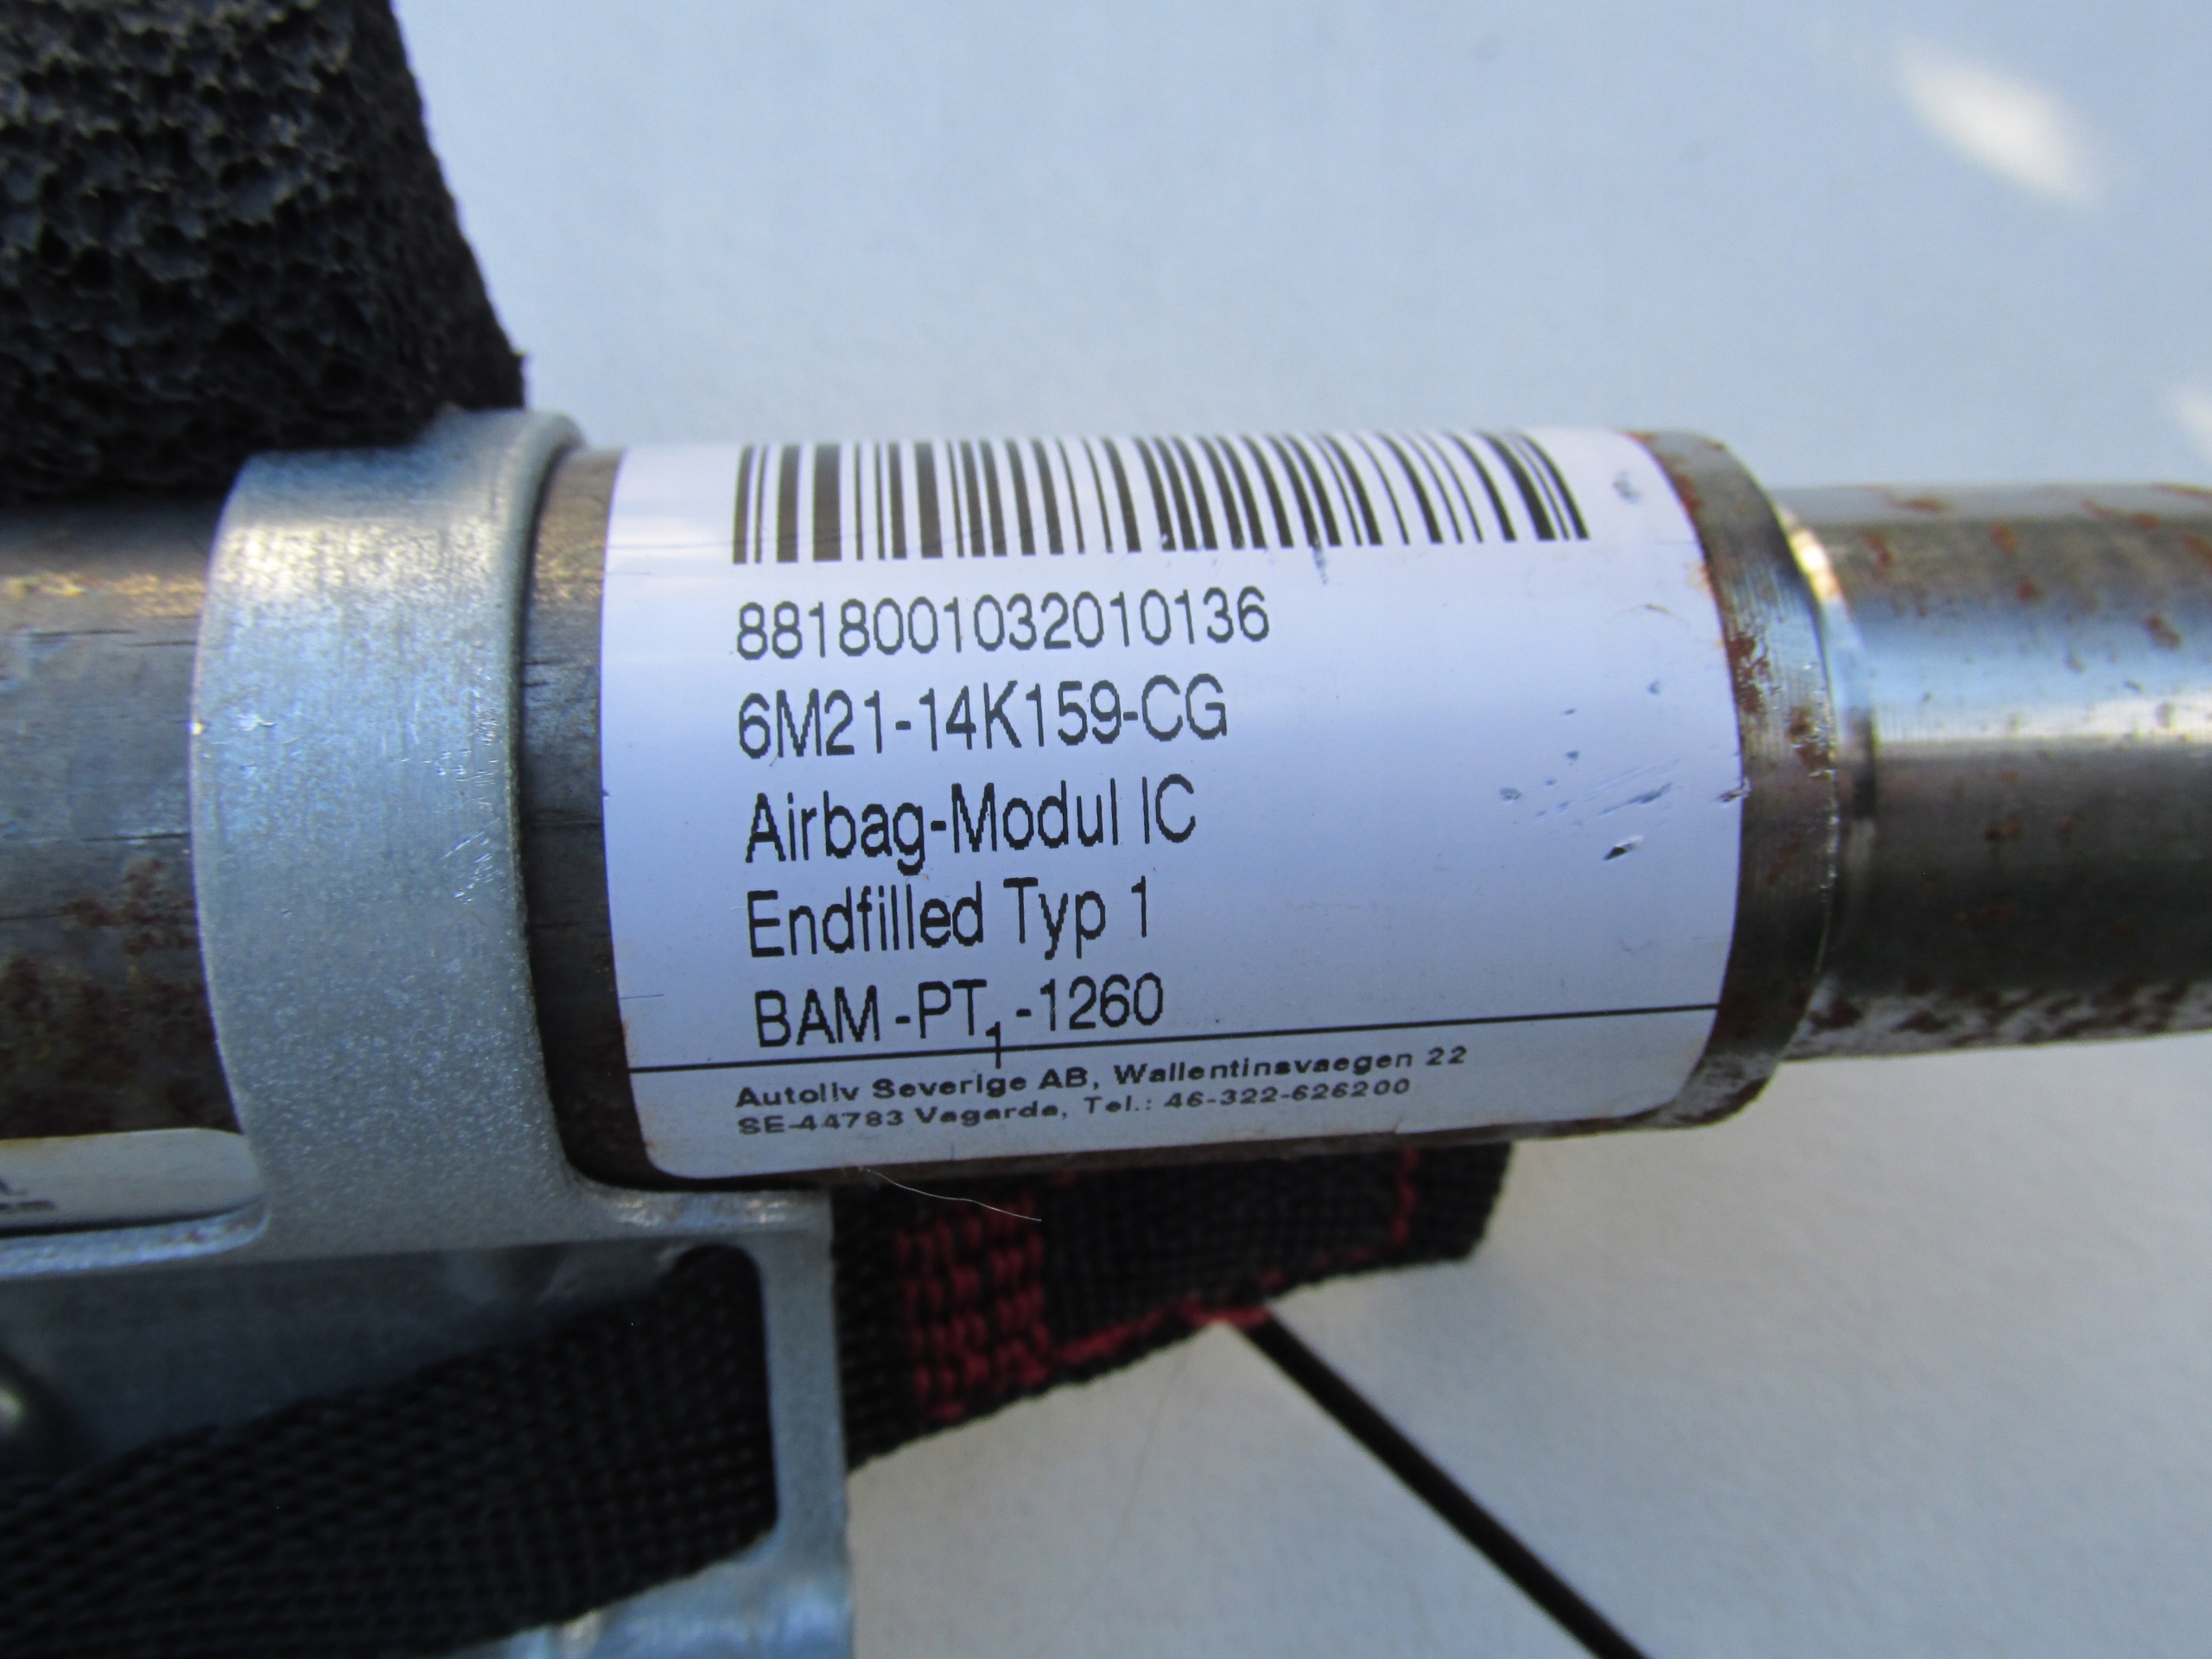 8818001032010136
6M21-14K159-CG
Airbag-Modul IC
Endfilled Typ 1
BAM-PT₁-1260
Autoliv Severige AB, Wallentinsvaegen 22
SE-44783 Vagarda, Tel.: 46-322-626200